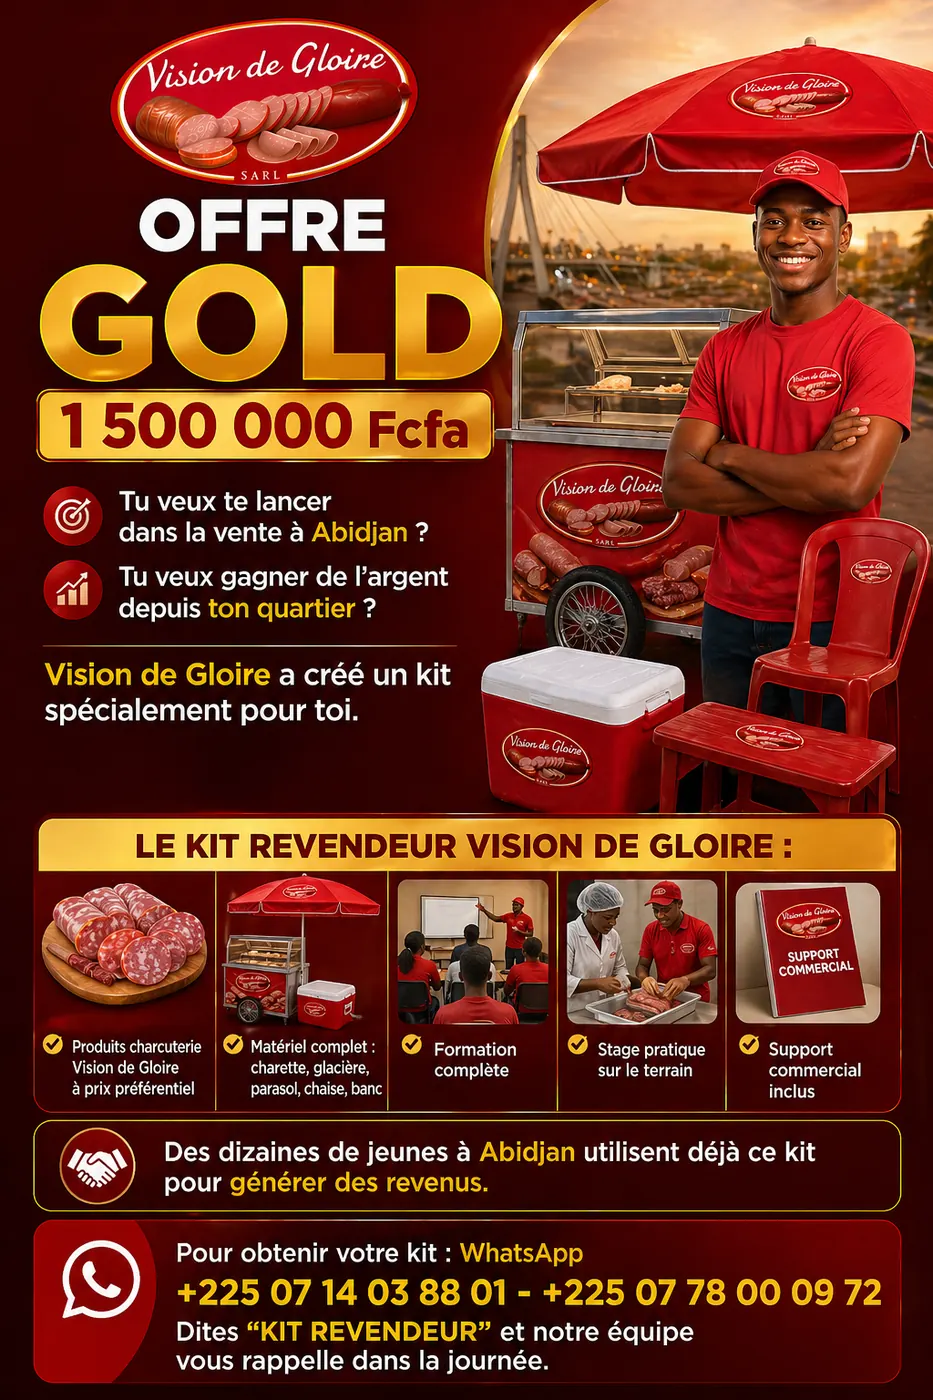 Vision de Gloire
SARL
OFFRE
GOLD
1 500 000 Fcfa
Tu veux te lancer
dans la vente à Abidjan ?
Tu veux gagner de l'argent
depuis ton quartier ?
Vision de Gloire a créé un kit
spécialement pour toi.
Vision de Gloire
SARL
Vision de Gloire
Vision de Gloire
SARL
Vision de Gloire
Vision de Gloire
SARL
LE KIT REVENDEUR VISION DE GLOIRE :
Vision de Gloire
SUPPORT
COMMERCIAL
Produits charcuterie
Vision de Gloire
à prix préférentiel
Matériel complet :
charette, glacière,
parasol, chaise, banc
Formation
complète
Stage pratique
sur le terrain
Support
commercial
inclus
Des dizaines de jeunes à Abidjan utilisent déjà ce kit
pour générer des revenus.
Pour obtenir votre kit : WhatsApp
+225 07 14 03 88 01 - +225 07 78 00 09 72
Dites “KIT REVENDEUR” et notre équipe
vous rappelle dans la journée.